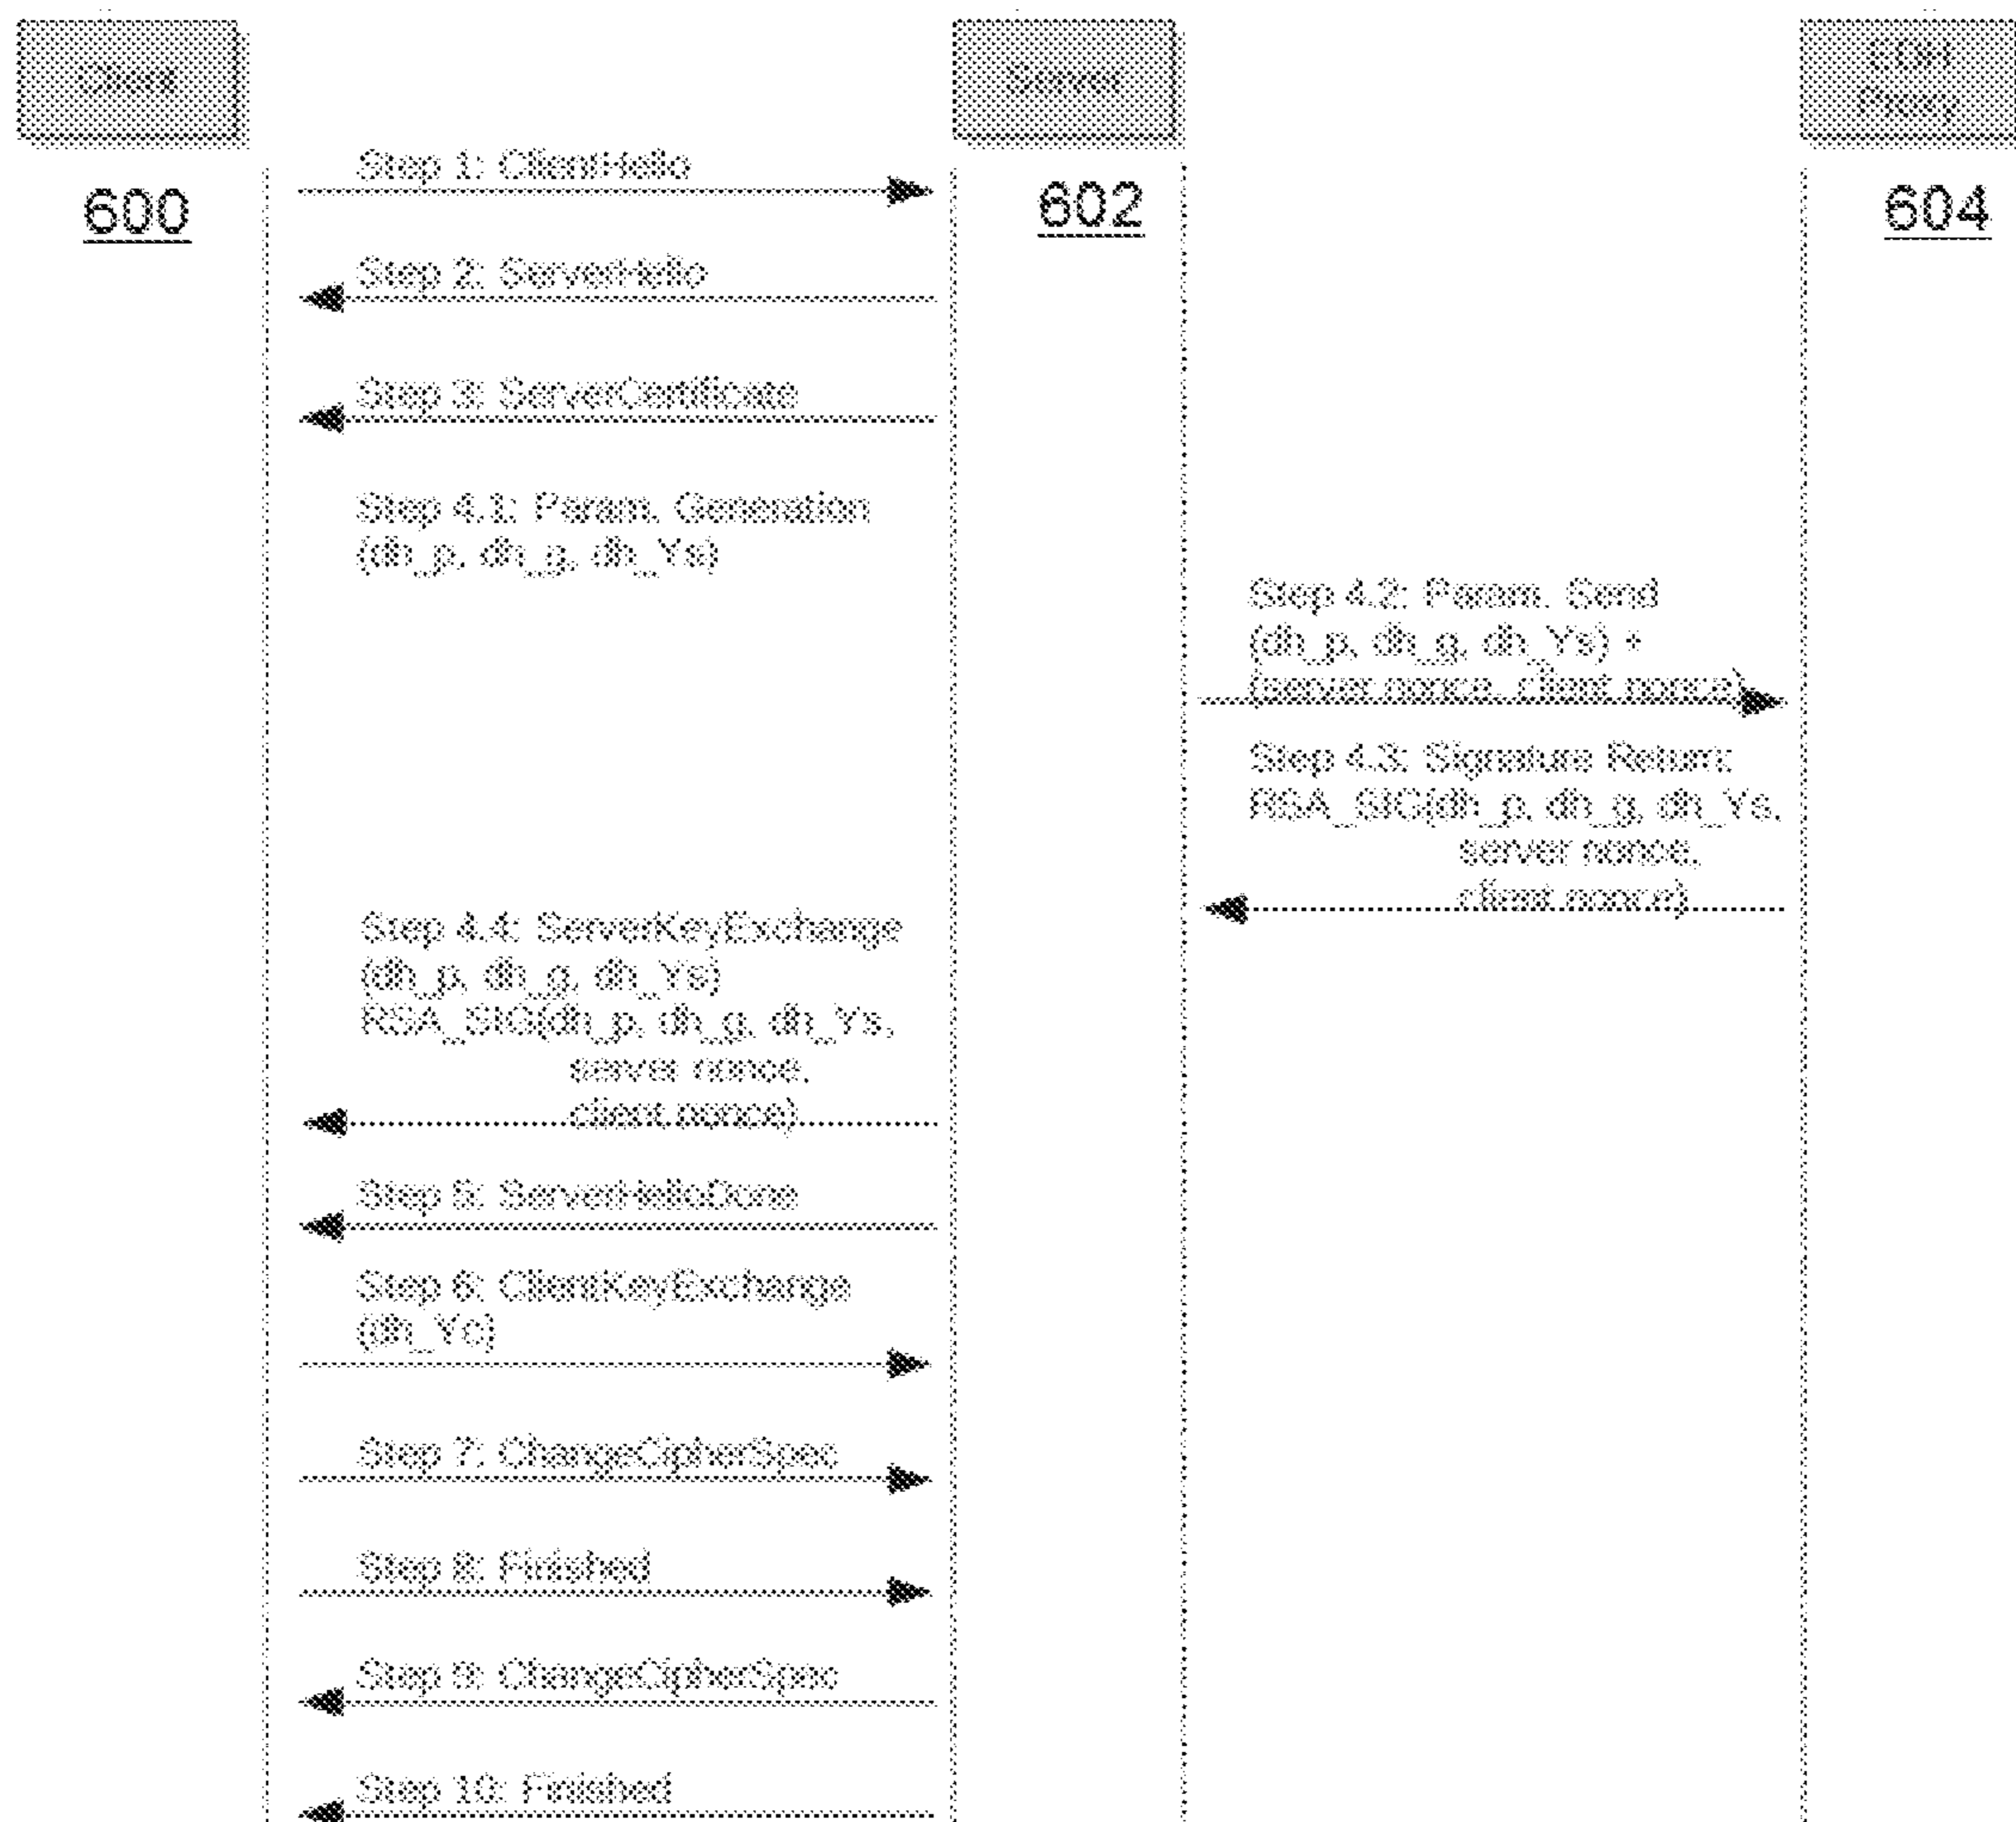 Client
Server
Proxy
600
602
604
Step 1: ClientHello
Step 2: ServerHello
Step 3: ServerCertificate
Step 4.1: Param. Generation
(dh_p, dh_g, dh_Ys)
Step 4.2: Param. Send
(dh_p, dh_g, dh_Ys) +
(server nonce, client nonce)
Step 4.3: Signature Return:
RSA_SIG(dh_p, dh_g, dh_Ys,
server nonce,
client nonce)
Step 4.4: ServerKeyExchange
(dh_p, dh_g, dh_Ys)
RSA_SIG(dh_p, dh_g, dh_Ys,
server nonce,
client nonce)
Step 5: ServerHelloDone
Step 6: ClientKeyExchange
(dh_Yc)
Step 7: ChangeCipherSpec
Step 8: Finished
Step 9: ChangeCipherSpec
Step 10: Finished